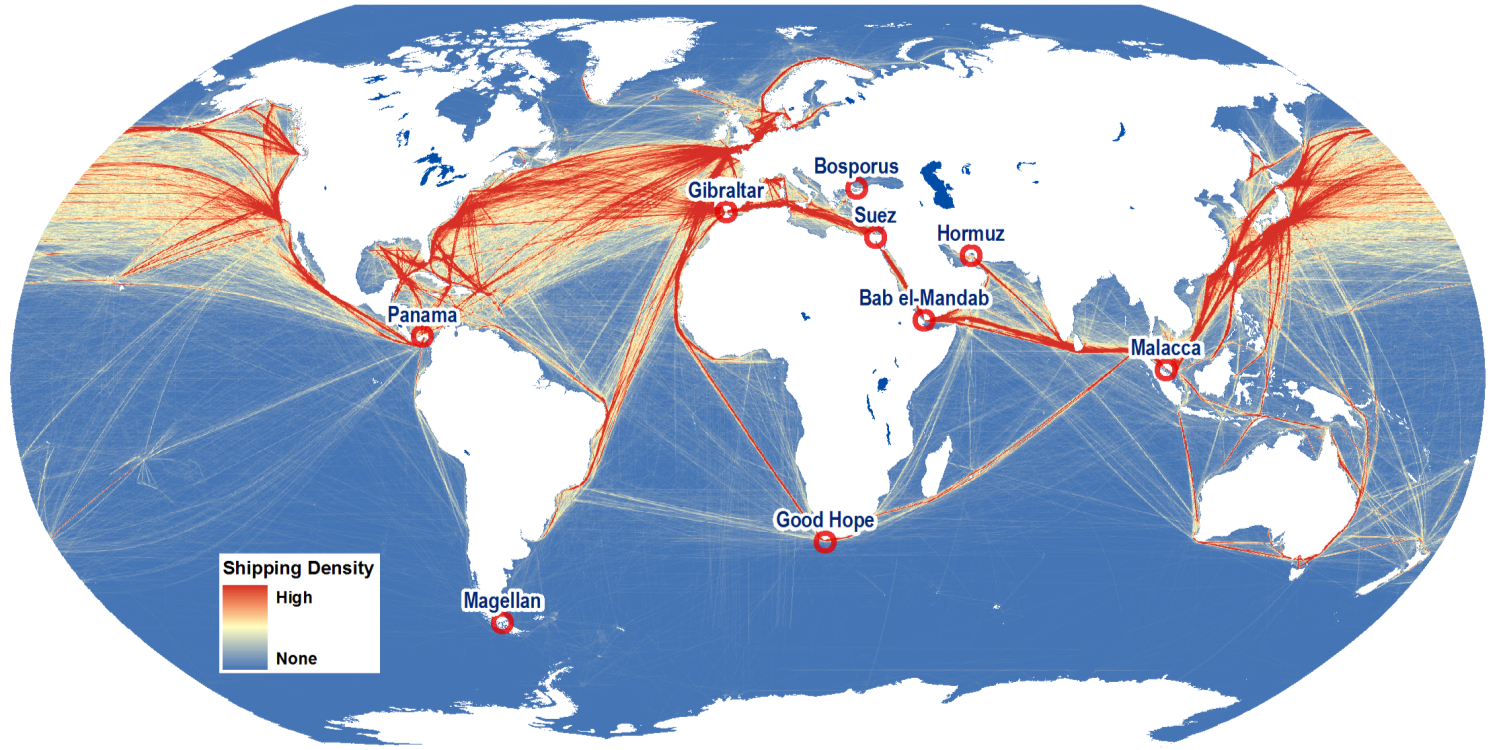 Bosporus
Gibraltar
Suez
Hormuz
Bab el-Mandab
Panama
Malacca
Good Hope
Magellan
Shipping Density
High
None